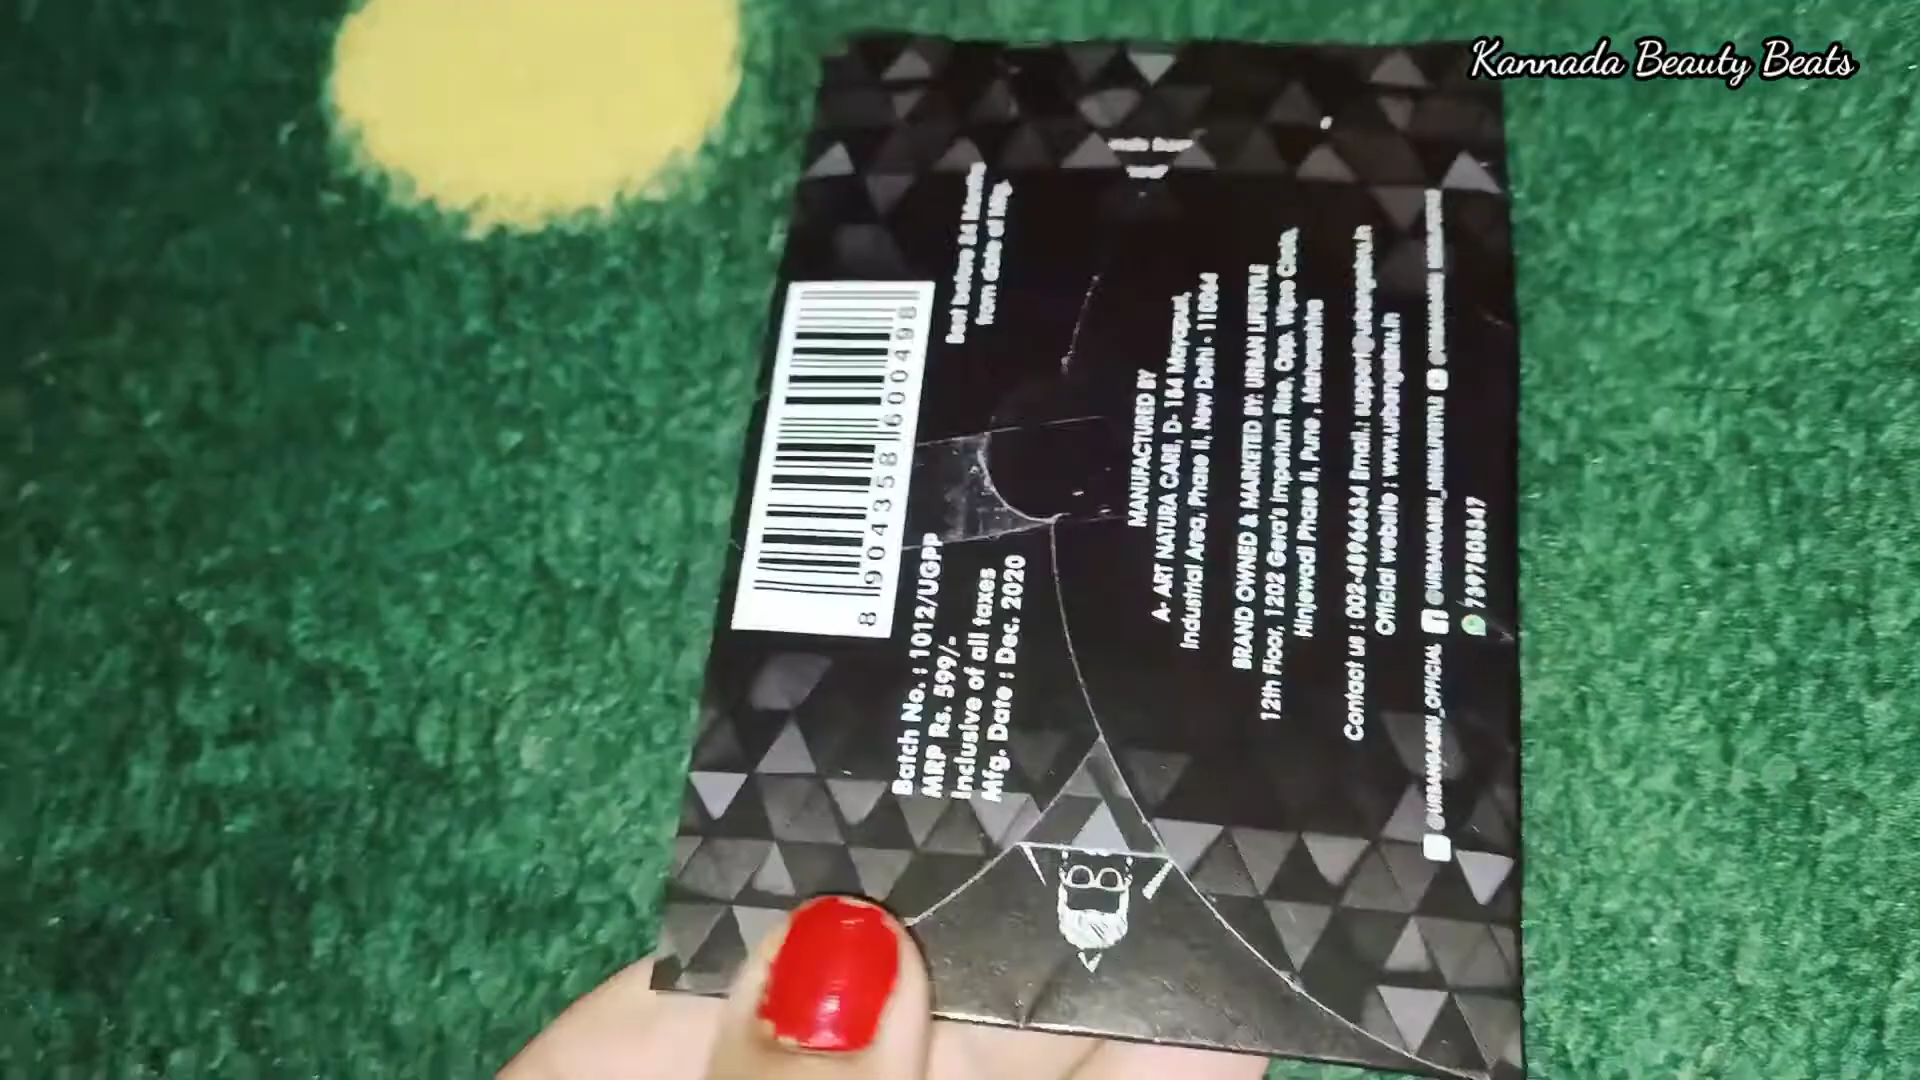 Kannada Beauty Beats
8 904358 600498
Best before 24 Months
from date of Mfg.
Batch No. : 1012/UGPP
MRP Rs. 599/-
Inclusive of all taxes
Mfg. Date : Dec. 2020
MANUFACTURED BY
A- ART NATURA CARE, D- 184 Mayapuri,
Industrial Area, Phase II, New Delhi - 110064
BRAND OWNED & MARKETED BY: URBAN LIFESTYLE
12th Floor, 1202 Gera's Imperium Rise, Opp. Wipro Circle,
Hinjewadi Phase II, Pune , Maharashtra
Contact us : 002-48966634 Email.: support@urbangabru.in
Official website : www.urbangabru.in
@URBANGABRU_OFFICIAL
7397805347